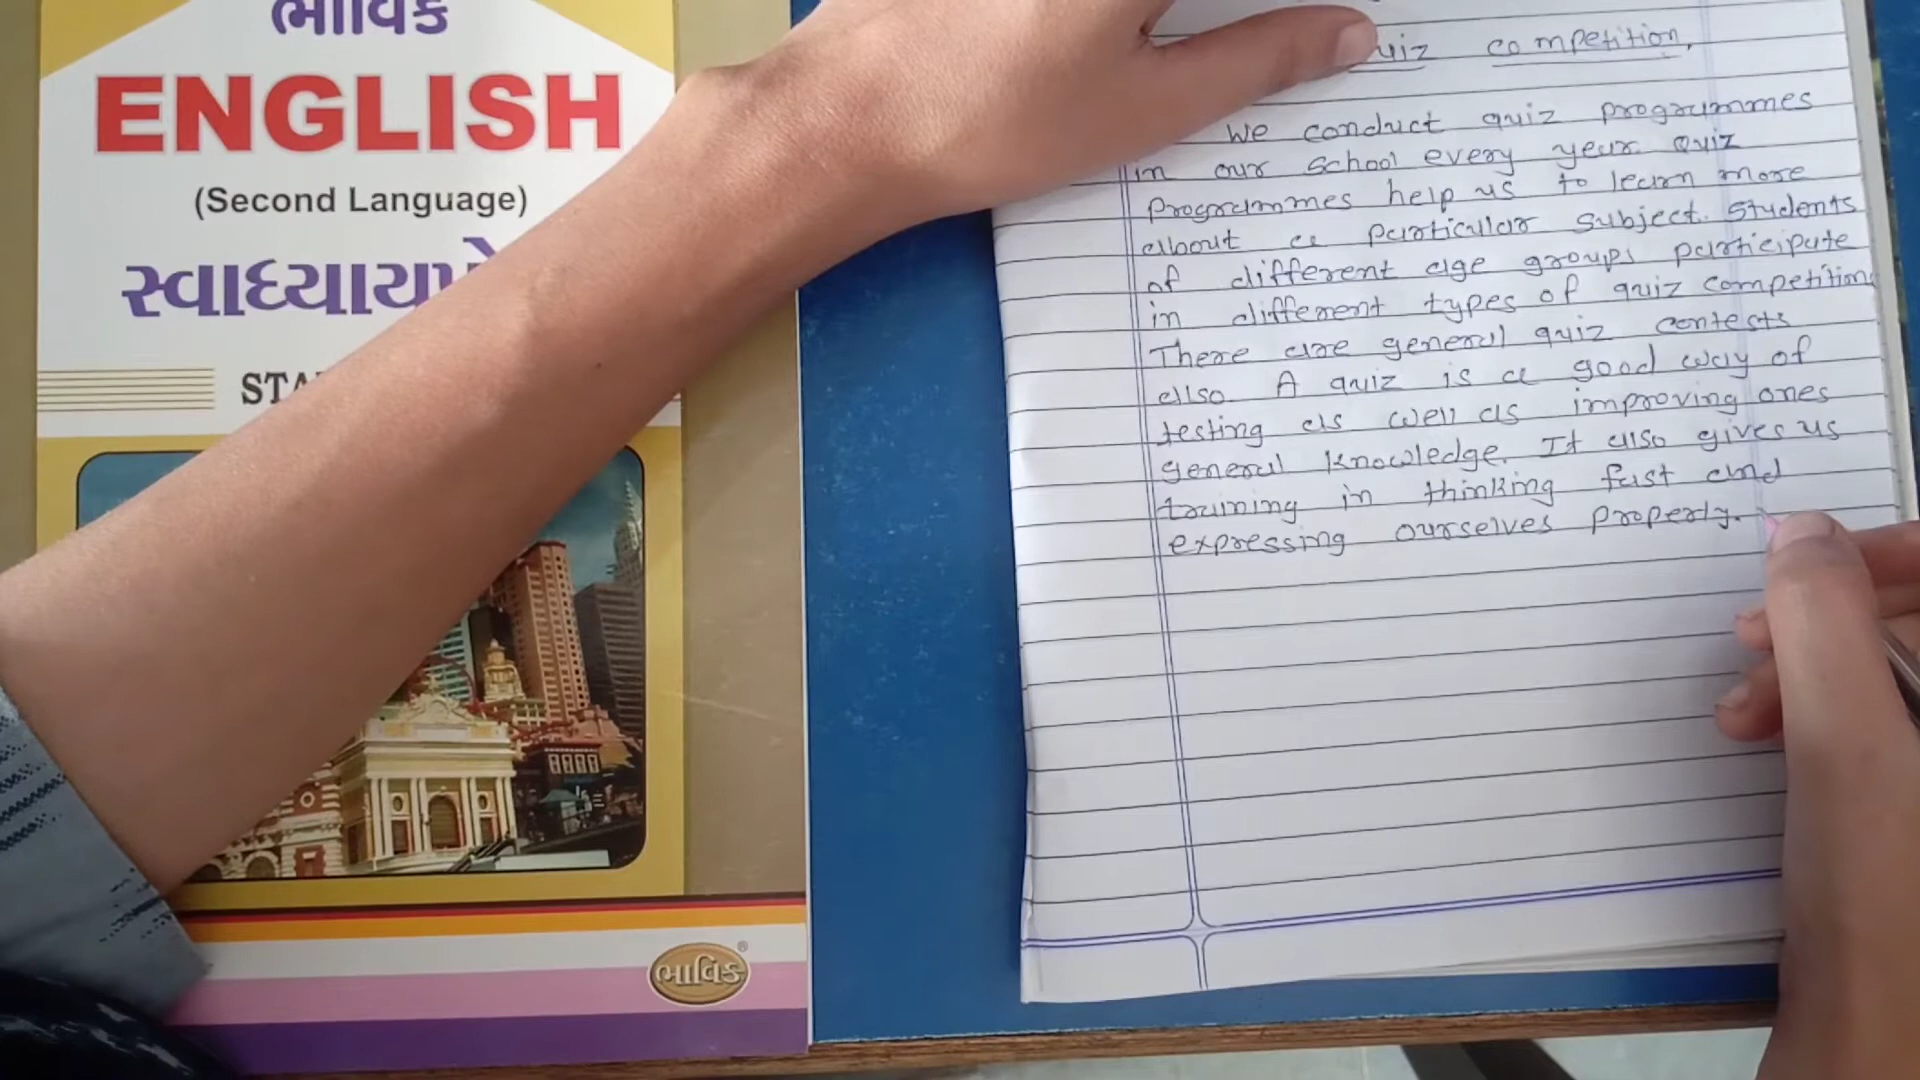 ભાવિક
ENGLISH
(Second Language)
STA
ભાવિક
®
uiz competition.
We conduct quiz programmes
in our school every year quiz
programmes help us to learn more
about a particular subject. Students
of different age groups participate
in different types of quiz competition
There are general quiz contests
also. A quiz is a good way of
testing as well as improving ones
general knowledge. It also gives us
training in thinking fast and
expressing ourselves properly.